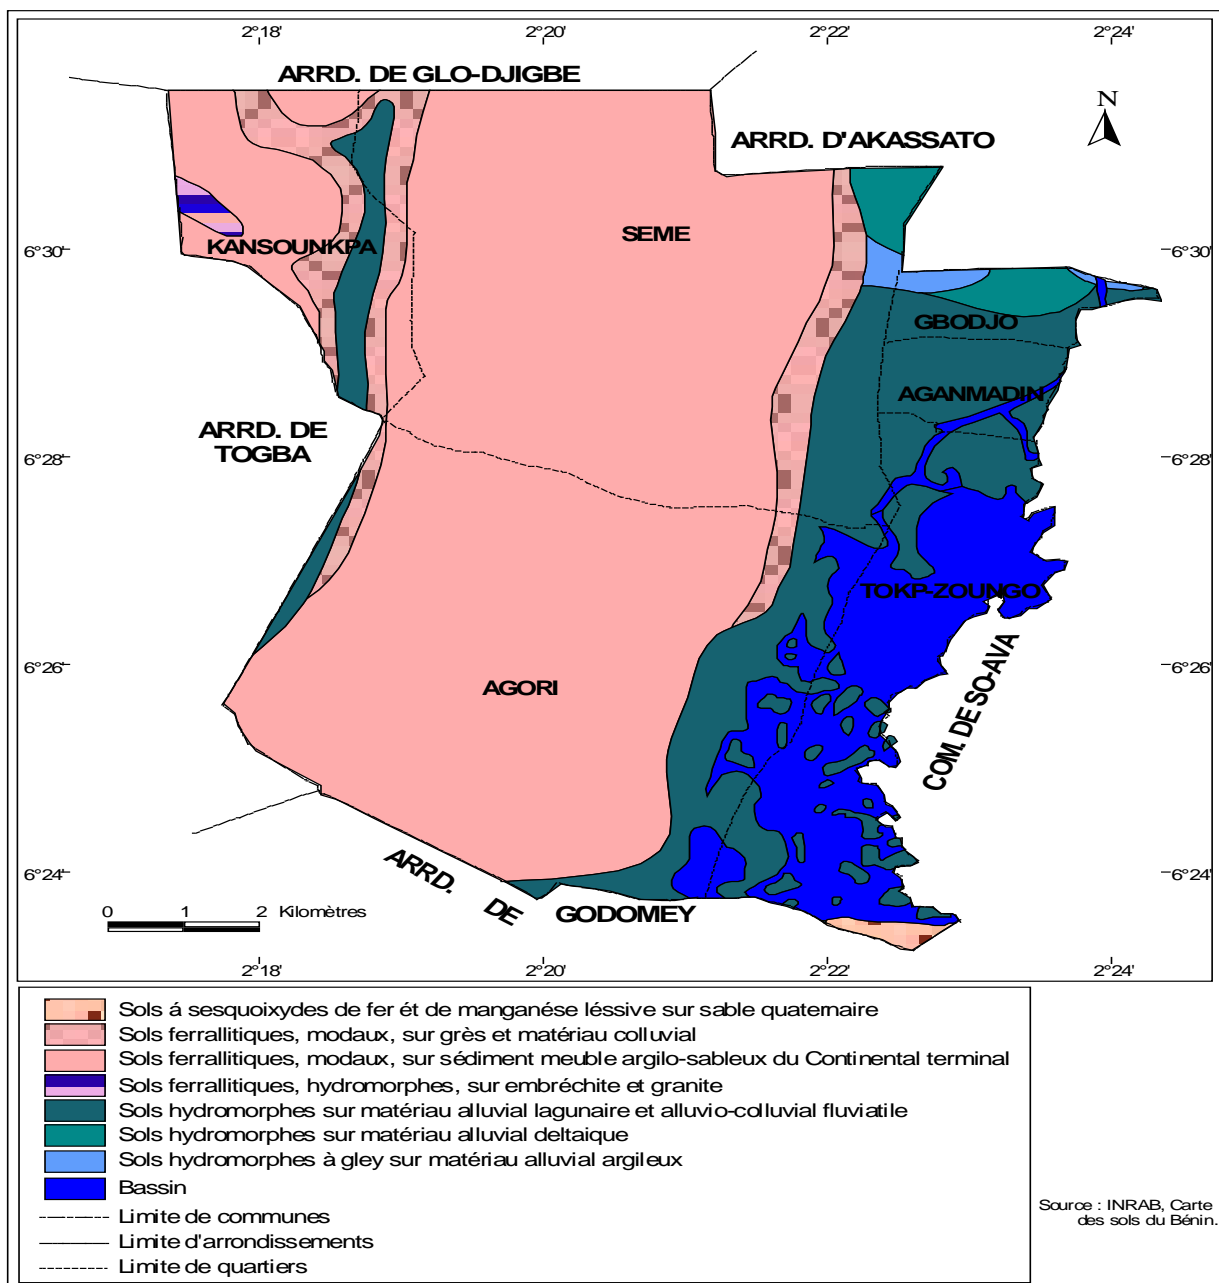 2°18' 2°20' 2°22' 2°24'
ARRD. DE GLO-DJIGBE
N
ARRD. D'AKASSATO
6°30' KANSOUNKPA SEME 6°30'
GBODJO
AGANMADIN
ARRD. DE
TOGBA
6°28' 6°28'
TOKP-ZOUNGO
6°26' 6°26'
AGORI
COM. DE SO-AVA
6°24' 6°24'
ARRD. DE GODOMEY
0 1 2 Kilomètres
2°18' 2°20' 2°22' 2°24'
Sols á sesquoixydes de fer ét de manganése léssive sur sable quaternaire
Sols ferrallitiques, modaux, sur grès et matériau colluvial
Sols ferrallitiques, modaux, sur sédiment meuble argilo-sableux du Continental terminal
Sols ferrallitiques, hydromorphes, sur embréchite et granite
Sols hydromorphes sur matériau alluvial lagunaire et alluvio-colluvial fluviatile
Sols hydromorphes sur matériau alluvial deltaique
Sols hydromorphes à gley sur matériau alluvial argileux
Bassin
Limite de communes
Limite d'arrondissements
Limite de quartiers
Source : INRAB, Carte
des sols du Bénin.